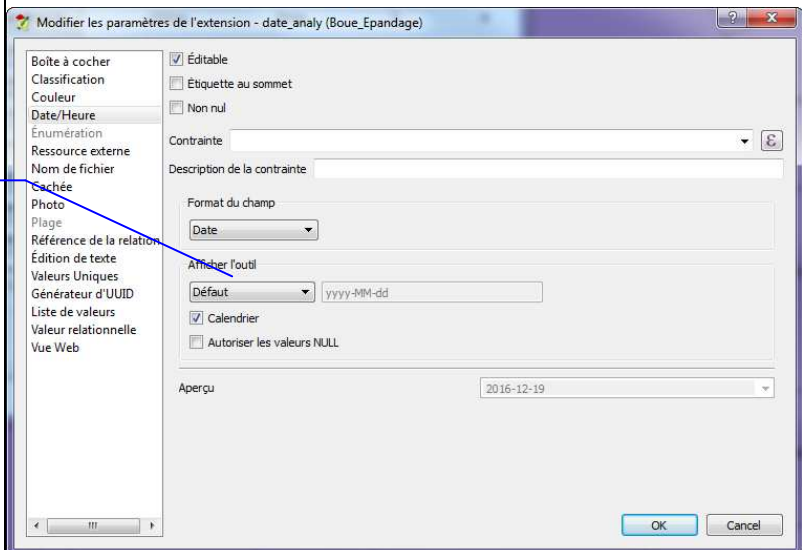 Modifier les paramètres de l'extension - date_analy (Boue_Epandage)
Boîte à cocher
Classification
Couleur
Date/Heure
Énumération
Ressource externe
Nom de fichier
Cachée
Photo
Plage
Référence de la relation
Édition de texte
Valeurs Uniques
Générateur d'UUID
Liste de valeurs
Valeur relationnelle
Vue Web
Éditable
Étiquette au sommet
Non nul
Contrainte
ε
Description de la contrainte
Format du champ
Date
Afficher l'outil
Défaut yyyy-MM-dd
Calendrier
Autoriser les valeurs NULL
Aperçu 2016-12-19
OK Cancel